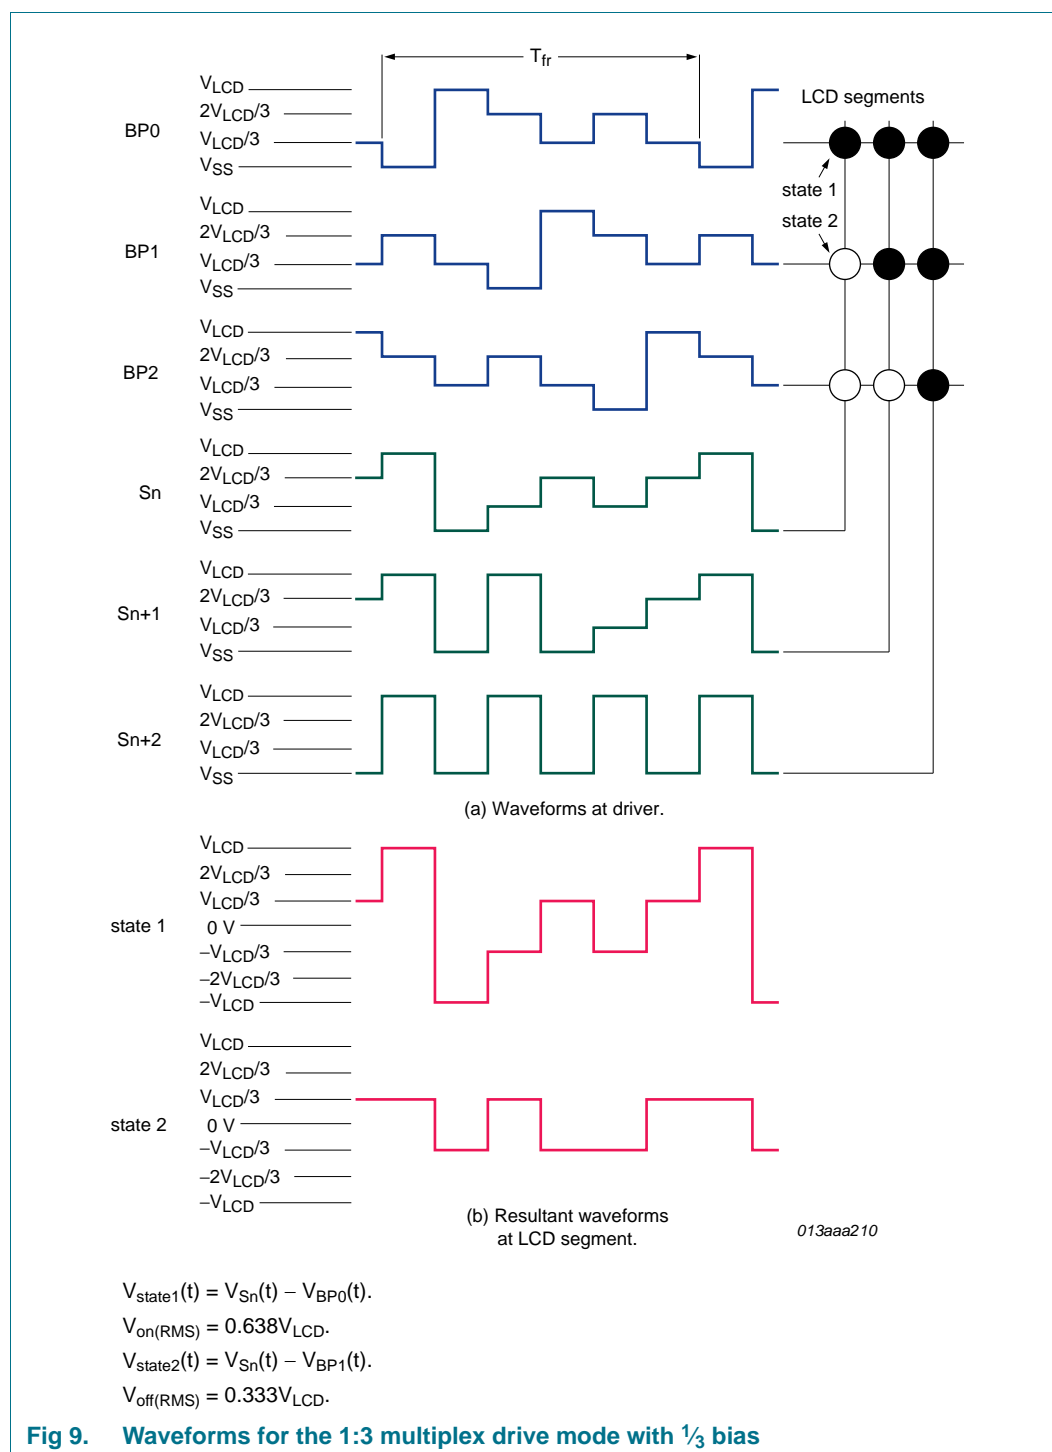 Tfr
VLCD
2VLCD/3
BP0
VLCD/3
VSS
LCD segments
state 1
VLCD
2VLCD/3
BP1
VLCD/3
VSS
state 2
VLCD
2VLCD/3
BP2
VLCD/3
VSS
VLCD
2VLCD/3
Sn
VLCD/3
VSS
VLCD
2VLCD/3
Sn+1
VLCD/3
VSS
VLCD
2VLCD/3
Sn+2
VLCD/3
VSS
(a) Waveforms at driver.
VLCD
2VLCD/3
VLCD/3
state 1
0 V
−VLCD/3
−2VLCD/3
−VLCD
VLCD
2VLCD/3
VLCD/3
state 2
0 V
−VLCD/3
−2VLCD/3
−VLCD
(b) Resultant waveforms
at LCD segment.
013aaa210
Vstate1(t) = VSn(t) − VBP0(t).
Von(RMS) = 0.638VLCD.
Vstate2(t) = VSn(t) − VBP1(t).
Voff(RMS) = 0.333VLCD.
Fig 9. Waveforms for the 1:3 multiplex drive mode with 1⁄3 bias